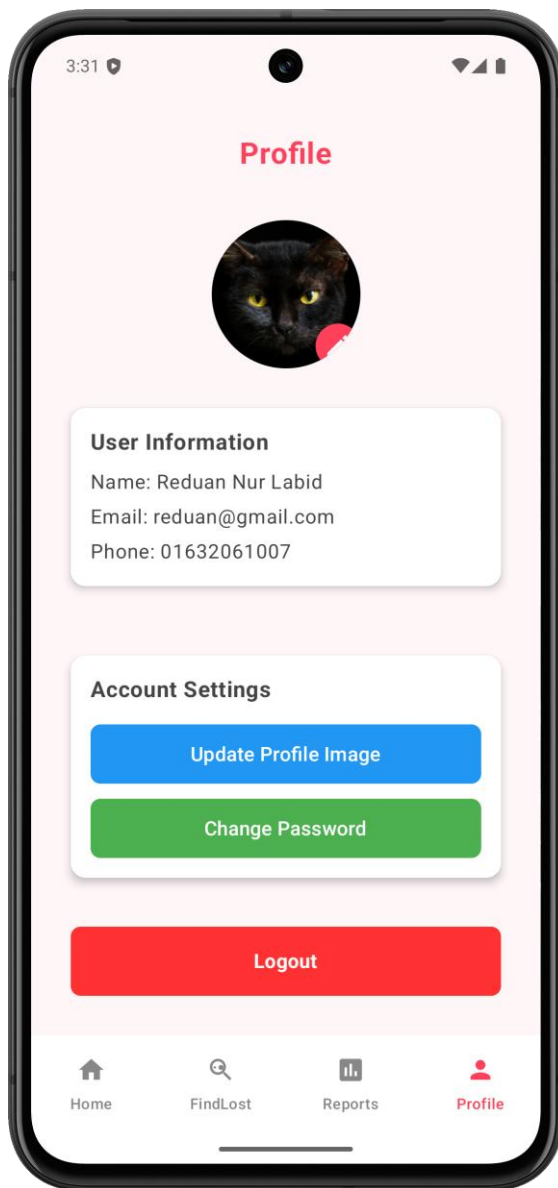 3:31
Profile
User Information
Name: Reduan Nur Labid
Email: reduan@gmail.com
Phone: 01632061007
Account Settings
Update Profile Image
Change Password
Logout
Home FindLost Reports Profile